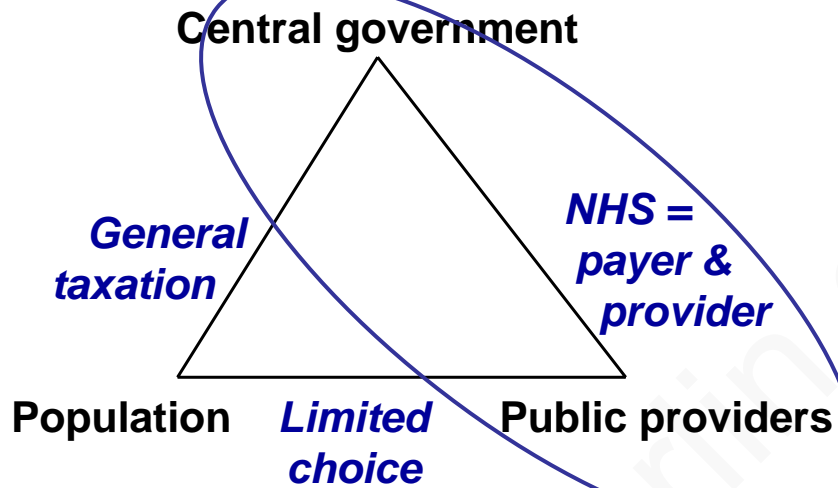 Central government
General
taxation
NHS =
payer &
provider
Population
Limited
choice
Public providers